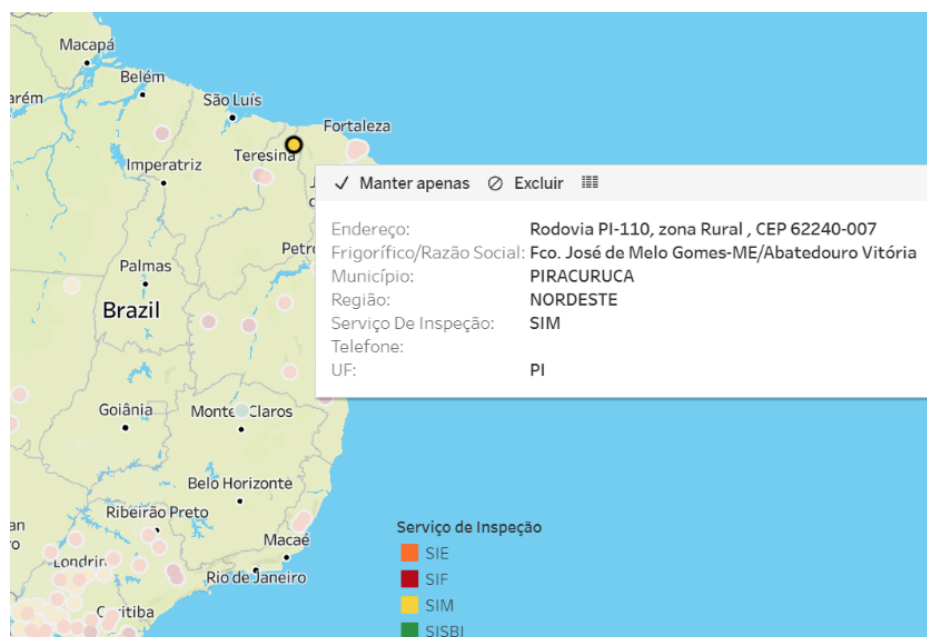 Macapá
Belém
arém
São Luís
Fortaleza
Teresina
Imperatriz
✓ Manter apenas ⊘ Excluir
Endereço: Rodovia PI-110, zona Rural , CEP 62240-007
Frigorífico/Razão Social: Fco. José de Melo Gomes-ME/Abatedouro Vitória
Município: PIRACURUCA
Região: NORDESTE
Serviço De Inspeção: SIM
Telefone:
UF: PI
Petr
Palmas
Brazil
Goiânia
Montes Claros
Belo Horizonte
Ribeirão Preto
Macaé
Londrir
Rio de Janeiro
Curitiba
Serviço de Inspeção
SIE
SIF
SIM
SISBI